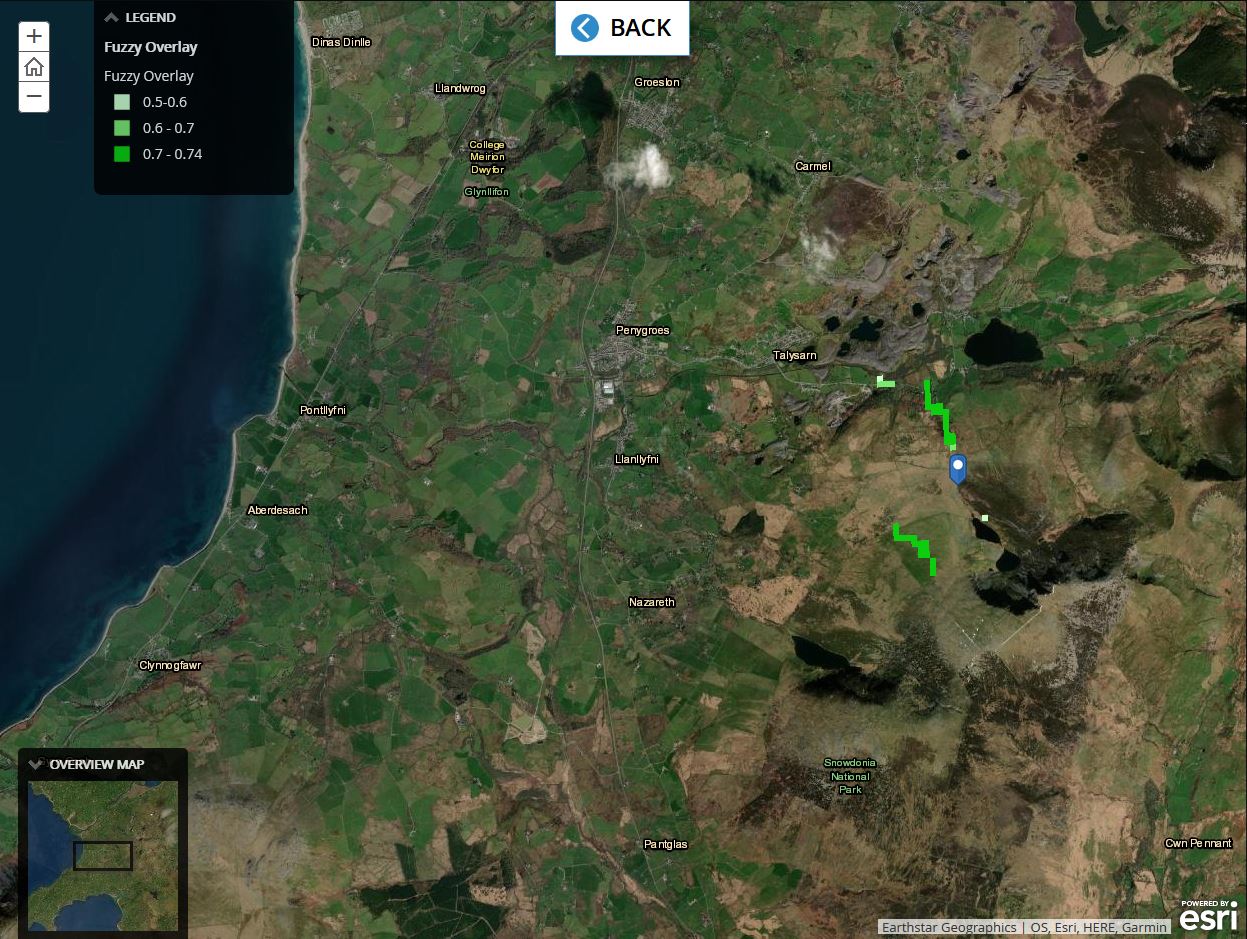 LEGEND
Fuzzy Overlay
Fuzzy Overlay
0.5-0.6
0.6 - 0.7
0.7 - 0.74
BACK
Dinas Dinlle
Llandwrog
Groeslon
College
Meirion
Dwyfor
Glynllifon
Carmel
Penygroes
Talysarn
Pontllyfni
Llanllyfni
Aberdesach
Nazareth
Clynnogfawr
Snowdonia
National
Park
OVERVIEW MAP
Pantglas
Cwn Pennant
Earthstar Geographics | OS, Esri, HERE, Garmin
POWERED BY
esri